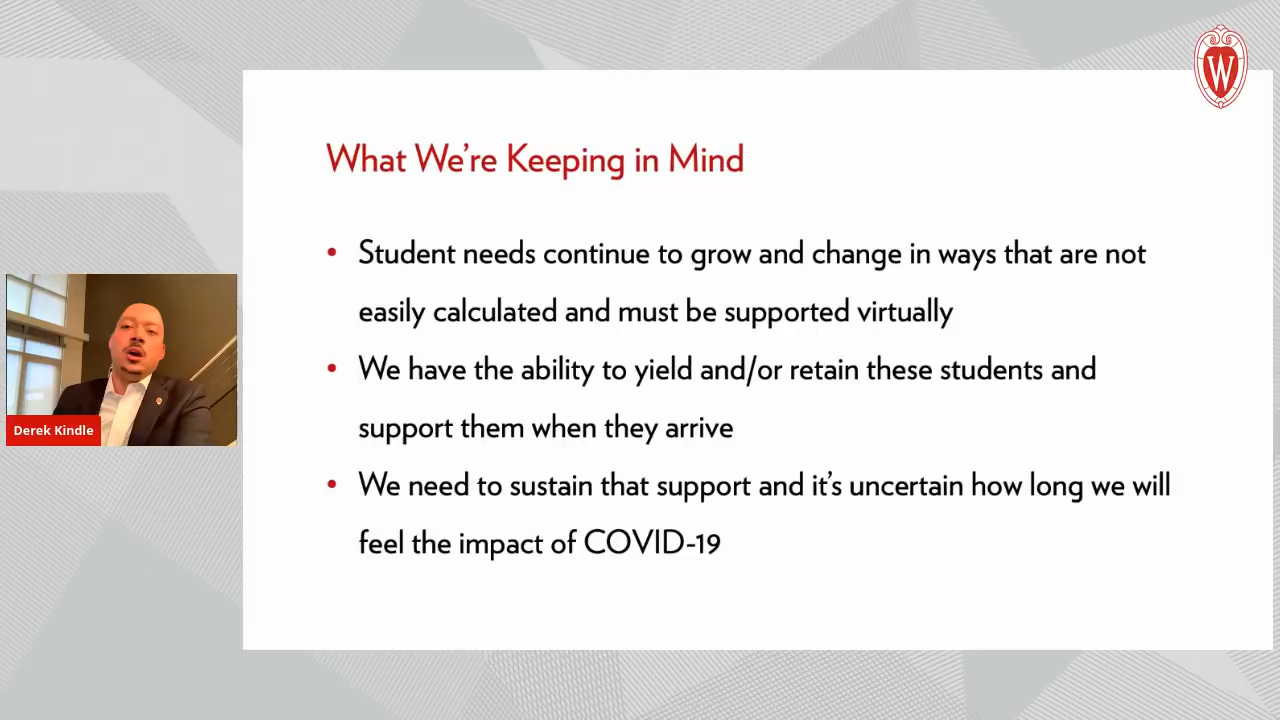 W
What We're Keeping in Mind
• Student needs continue to grow and change in ways that are not
easily calculated and must be supported virtually
• We have the ability to yield and/or retain these students and
support them when they arrive
• We need to sustain that support and it's uncertain how long we will
feel the impact of COVID-19
Derek Kindle